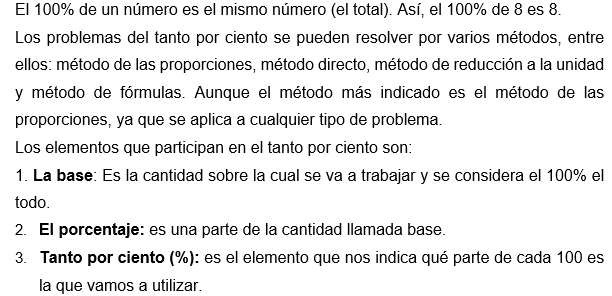 El 100% de un número es el mismo número (el total). Así, el 100% de 8 es 8.
Los problemas del tanto por ciento se pueden resolver por varios métodos, entre
ellos: método de las proporciones, método directo, método de reducción a la unidad
y método de fórmulas. Aunque el método más indicado es el método de las
proporciones, ya que se aplica a cualquier tipo de problema.
Los elementos que participan en el tanto por ciento son:
1. La base: Es la cantidad sobre la cual se va a trabajar y se considera el 100% el
todo.
2. El porcentaje: es una parte de la cantidad llamada base.
3. Tanto por ciento (%): es el elemento que nos indica qué parte de cada 100 es
la que vamos a utilizar.